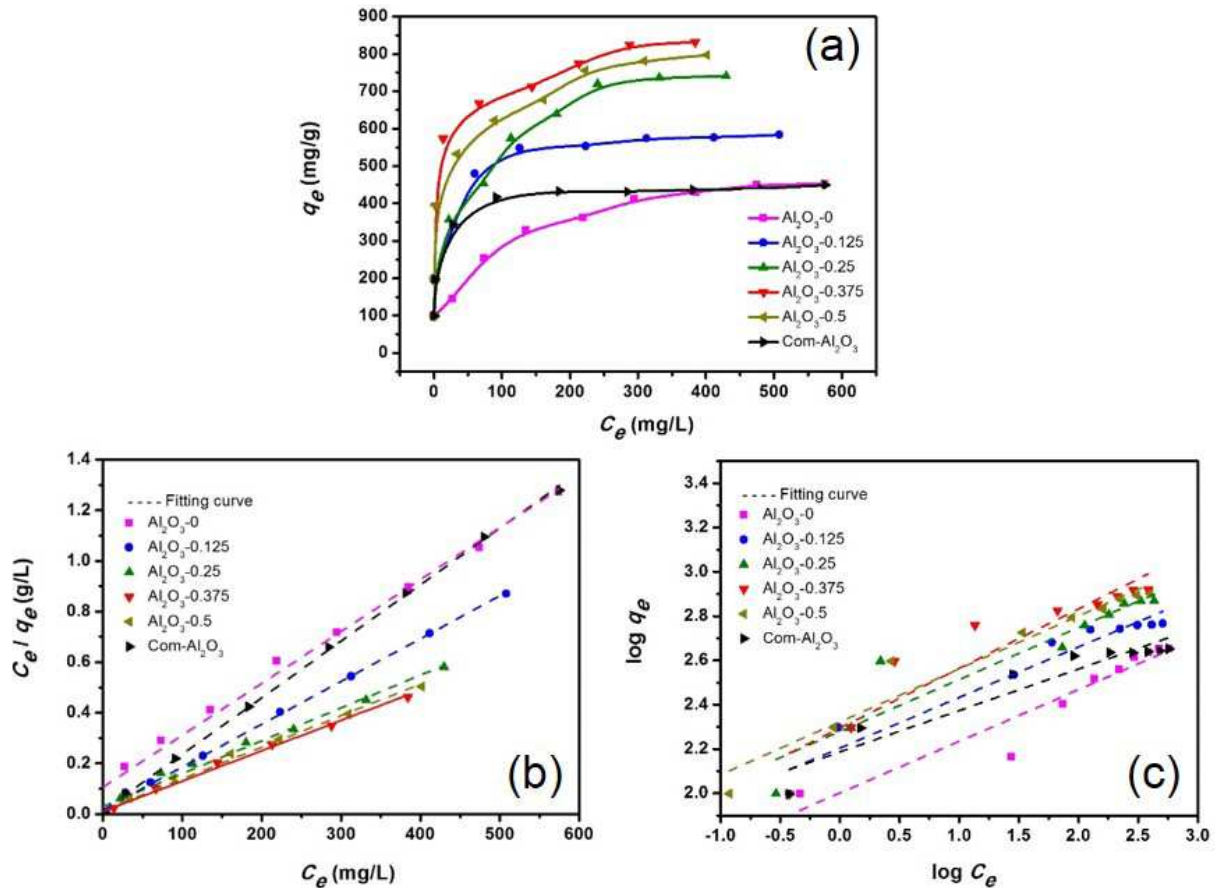 (a)
900
800
700
600
500
400
300
200
100
0
qe (mg/g)
Al2O3-0
Al2O3-0.125
Al2O3-0.25
Al2O3-0.375
Al2O3-0.5
Com-Al2O3
0 100 200 300 400 500 600
Ce (mg/L)
1.4
1.2
1.0
0.8
0.6
0.4
0.2
0.0
Ce / qe (g/L)
Fitting curve
Al2O3-0
Al2O3-0.125
Al2O3-0.25
Al2O3-0.375
Al2O3-0.5
Com-Al2O3
(b)
0 100 200 300 400 500 600
Ce (mg/L)
3.4
3.2
3.0
2.8
2.6
2.4
2.2
2.0
log qe
Fitting curve
Al2O3-0
Al2O3-0.125
Al2O3-0.25
Al2O3-0.375
Al2O3-0.5
Com-Al2O3
(c)
-1.0 -0.5 0.0 0.5 1.0 1.5 2.0 2.5 3.0
log Ce